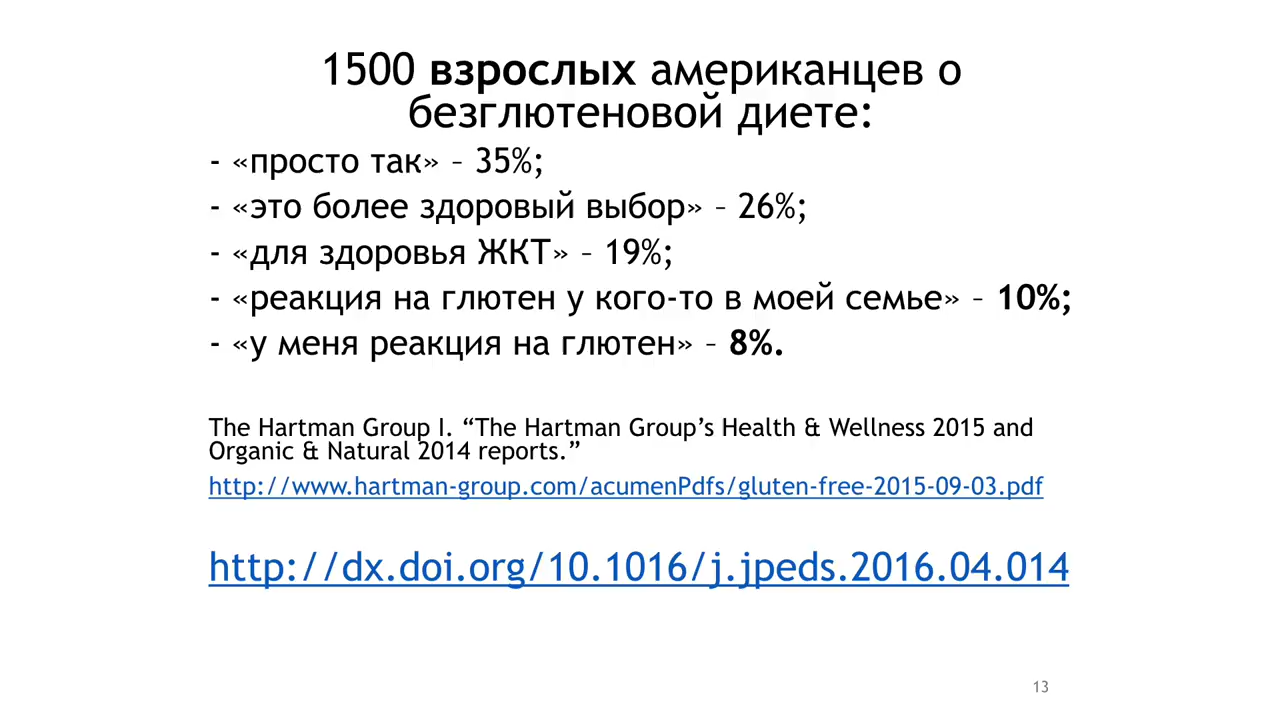 1500 взрослых американцев о
безглютеновой диете:
- «просто так» – 35%;
- «это более здоровый выбор» – 26%;
- «для здоровья ЖКТ» – 19%;
- «реакция на глютен у кого-то в моей семье» – 10%;
- «у меня реакция на глютен» – 8%.
The Hartman Group I. “The Hartman Group’s Health & Wellness 2015 and
Organic & Natural 2014 reports.”
http://www.hartman-group.com/acumenPdfs/gluten-free-2015-09-03.pdf
http://dx.doi.org/10.1016/j.jpeds.2016.04.014
13